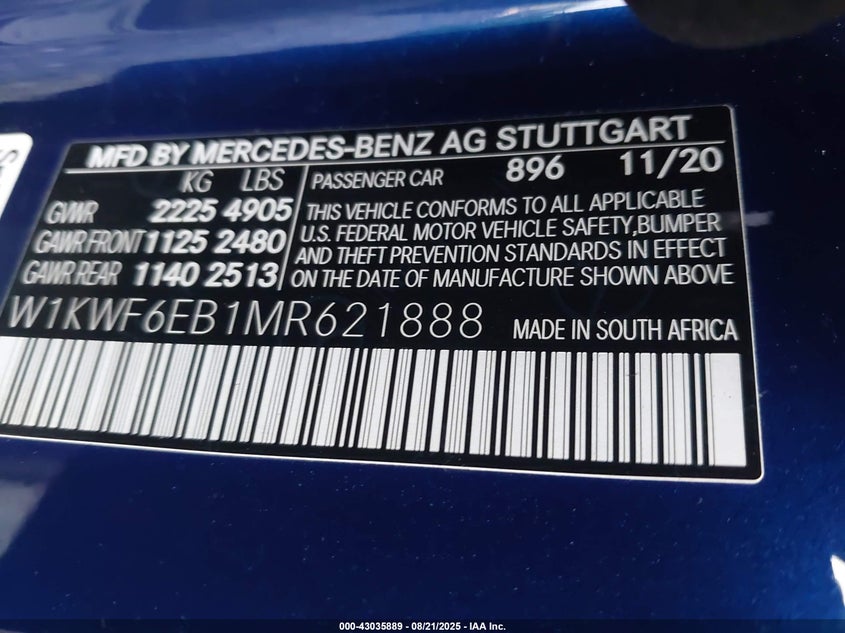 MFD BY MERCEDES-BENZ AG STUTTGART
KG LBS
GVWR 2225 4905
GAWR FRONT 1125 2480
GAWR REAR 1140 2513
PASSENGER CAR 896 11/20
THIS VEHICLE CONFORMS TO ALL APPLICABLE
U.S. FEDERAL MOTOR VEHICLE SAFETY,BUMPER
AND THEFT PREVENTION STANDARDS IN EFFECT
ON THE DATE OF MANUFACTURE SHOWN ABOVE
W1KWF6EB1MR621888 MADE IN SOUTH AFRICA
000-43035889 - 08/21/2025 - IAA Inc.